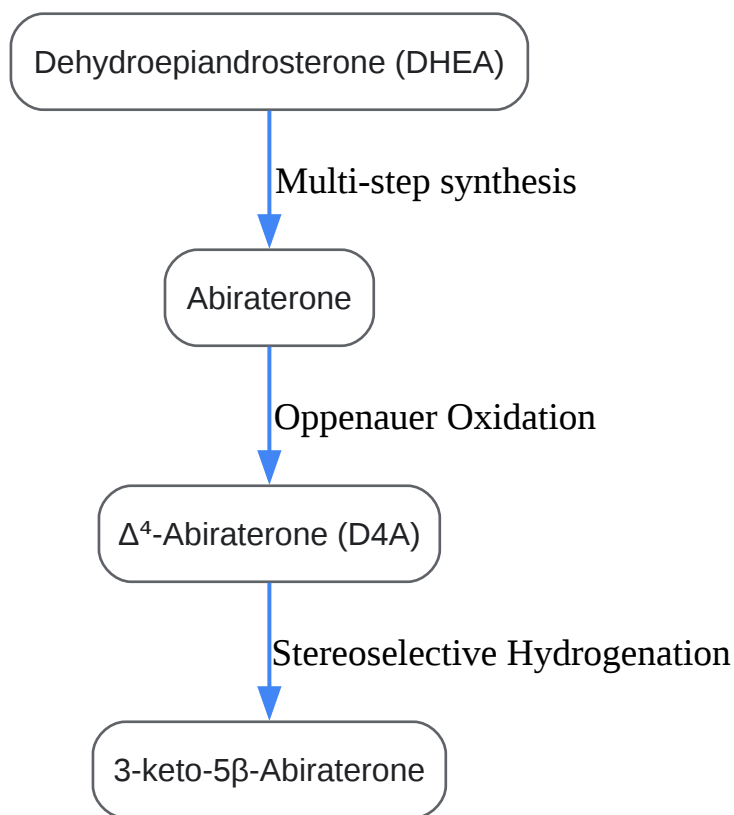 Dehydroepiandrosterone (DHEA)
Multi-step synthesis
Abiraterone
Oppenauer Oxidation
Δ⁴-Abiraterone (D4A)
Stereoselective Hydrogenation
3-keto-5β-Abiraterone